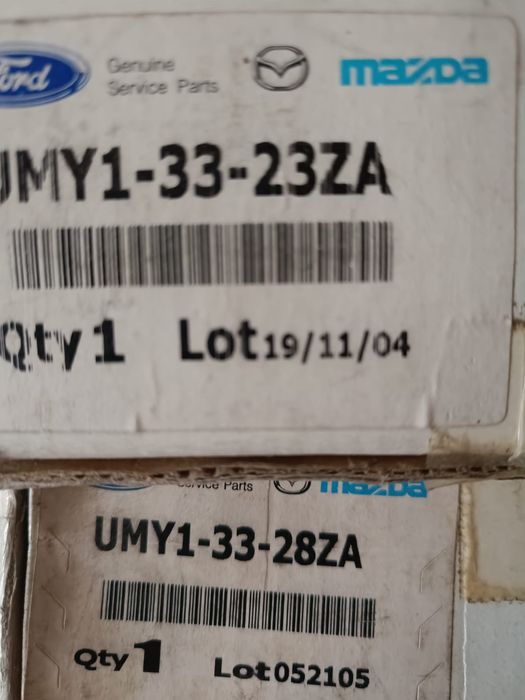 Ford
Genuine
Service Parts
mazda
UMY1-33-23ZA
Qty 1 Lot 19/11/04
Service Parts
mazda
UMY1-33-28ZA
Qty 1 Lot 052105